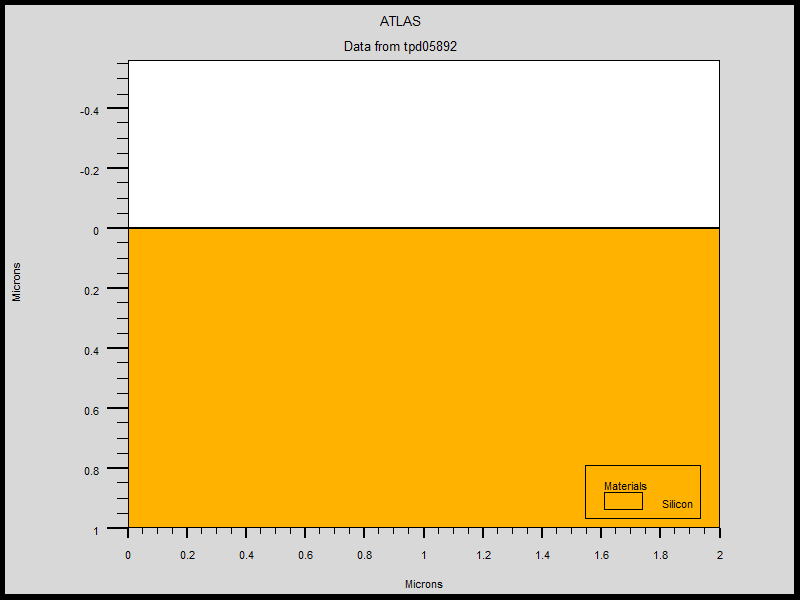 ATLAS
Data from tpd05892
-0.4
-0.2
0
0.2
0.4
0.6
0.8
1
Microns
Materials
Silicon
0 0.2 0.4 0.6 0.8 1 1.2 1.4 1.6 1.8 2
Microns